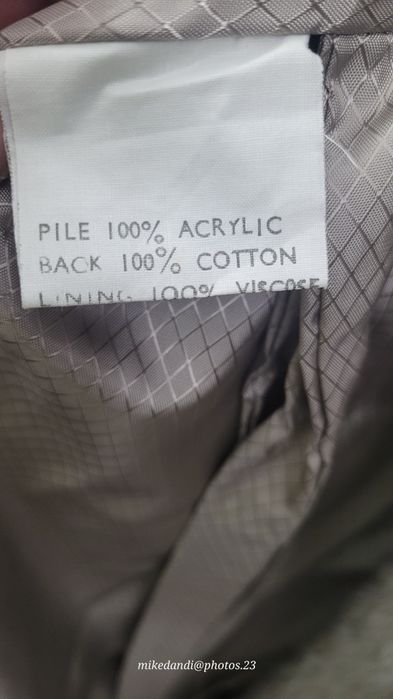 PILE 100% ACRYLIC
BACK 100% COTTON
LINING 100% VISCOSE
mikedandi@photos.23